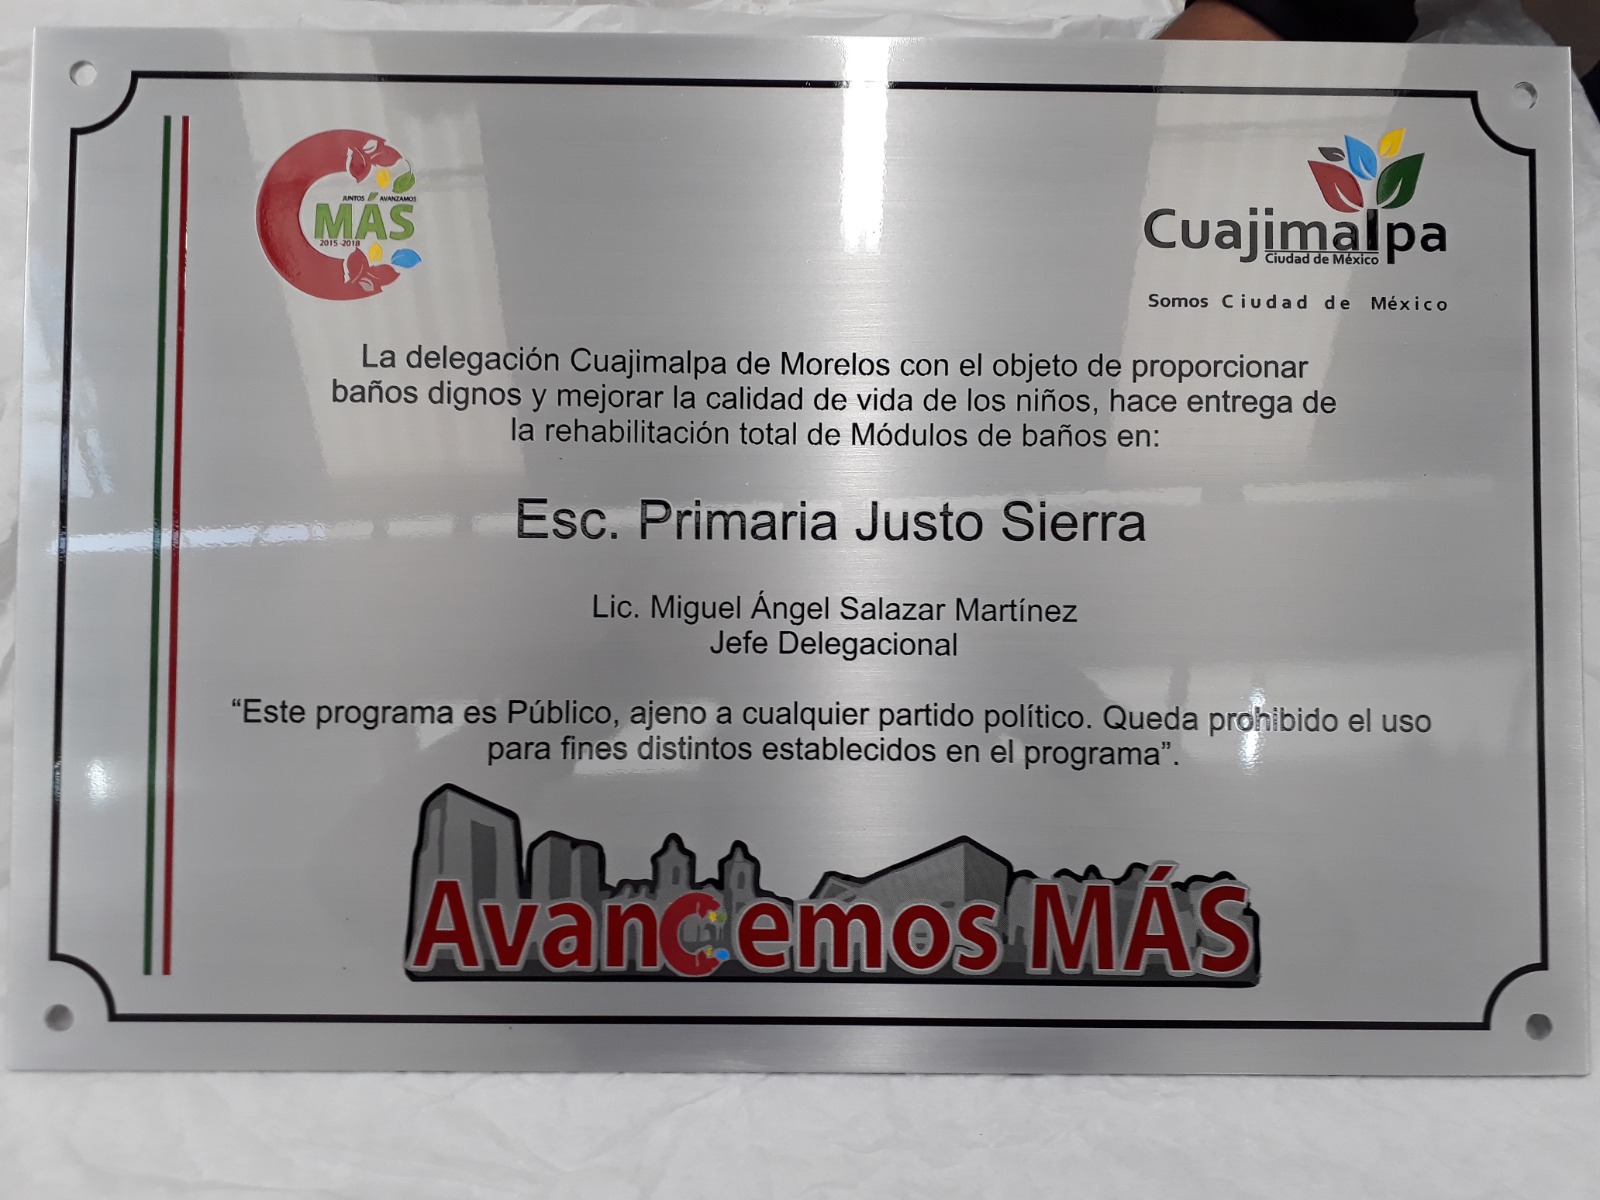 JUNTOS AVANZAMOS
MÁS
2015-2018
Cuajimalpa
Ciudad de México
Somos Ciudad de México
La delegación Cuajimalpa de Morelos con el objeto de proporcionar
baños dignos y mejorar la calidad de vida de los niños, hace entrega de
la rehabilitación total de Módulos de baños en:
Esc. Primaria Justo Sierra
Lic. Miguel Ángel Salazar Martínez
Jefe Delegacional
“Este programa es Público, ajeno a cualquier partido político. Queda prohibido el uso
para fines distintos establecidos en el programa”.
AvanCemos MÁS